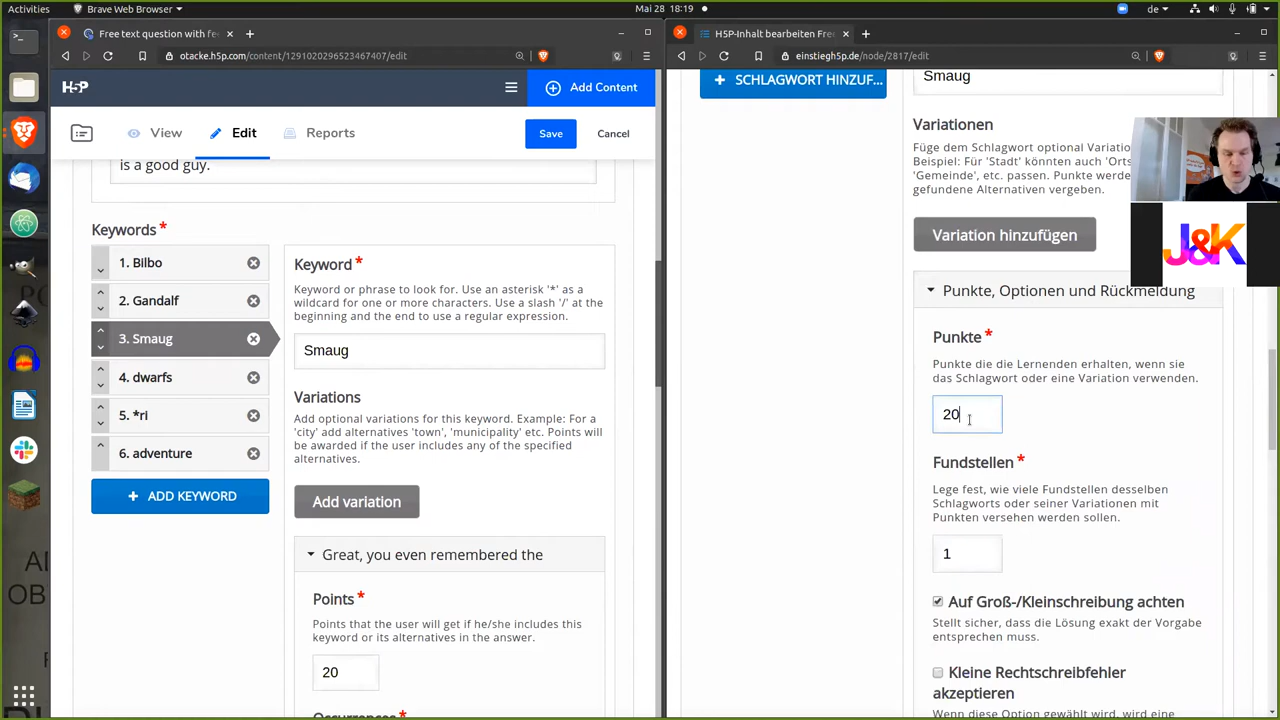 Activities
Brave Web Browser
Mai 28 18:19
de
Free text question with fe
otacke.h5p.com/content/1291020296523467407/edit
H5P
Add Content
View
Edit
Reports
Save
Cancel
is a good guy.
Keywords *
1. Bilbo
2. Gandalf
3. Smaug
4. dwarfs
5. *ri
6. adventure
+ ADD KEYWORD
Keyword *
Keyword or phrase to look for. Use an asterisk '*' as a
wildcard for one or more characters. Use a slash '/' at the
beginning and the end to use a regular expression.
Smaug
Variations
Add optional variations for this keyword. Example: For a
'city' add alternatives 'town', 'municipality' etc. Points will
be awarded if the user includes any of the specified
alternatives.
Add variation
Great, you even remembered the
Points *
Points that the user will get if he/she includes this
keyword or its alternatives in the answer.
20
Occurrences *
H5P-Inhalt bearbeiten Free
einstiegh5p.de/node/2817/edit
+ SCHLAGWORT HINZUF...
Smaug
Variationen
Füge dem Schlagwort optional Variation
Beispiel: Für 'Stadt' könnten auch 'Orts
'Gemeinde', etc. passen. Punkte werde
gefundene Alternativen vergeben.
J&K
Variation hinzufügen
Punkte, Optionen und Rückmeldung
Punkte *
Punkte die die Lernenden erhalten, wenn sie
das Schlagwort oder eine Variation verwenden.
20
Fundstellen *
Lege fest, wie viele Fundstellen desselben
Schlagworts oder seiner Variationen mit
Punkten versehen werden sollen.
1
Auf Groß-/Kleinschreibung achten
Stellt sicher, dass die Lösung exakt der Vorgabe
entsprechen muss.
Kleine Rechtschreibfehler
akzeptieren
Wenn diese Option gewählt wird, wird eine